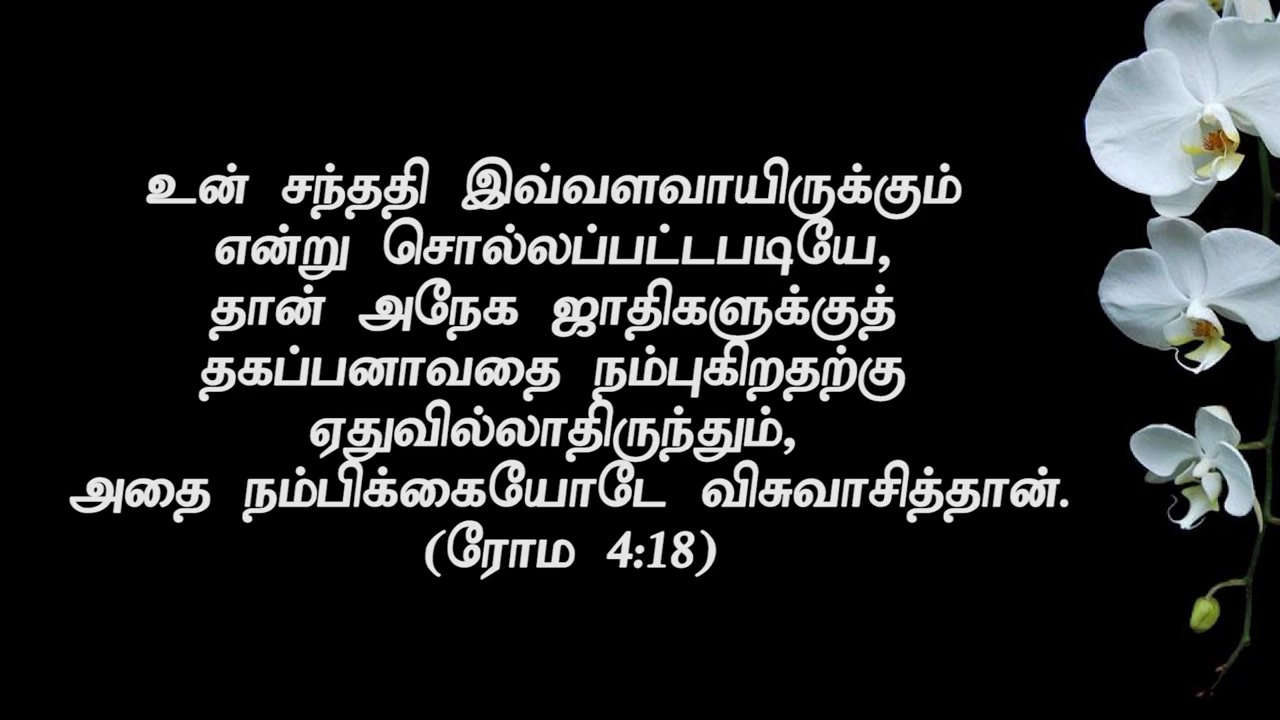 உன் சந்ததி இவ்வளவாயிருக்கும்
என்று சொல்லப்பட்டபடியே,
தான் அநேக ஜாதிகளுக்குத்
தகப்பனாவதை நம்புகிறதற்கு
ஏதுவில்லாதிருந்தும்,
அதை நம்பிக்கையோடே விசுவாசித்தான்.
(ரோம 4:18)